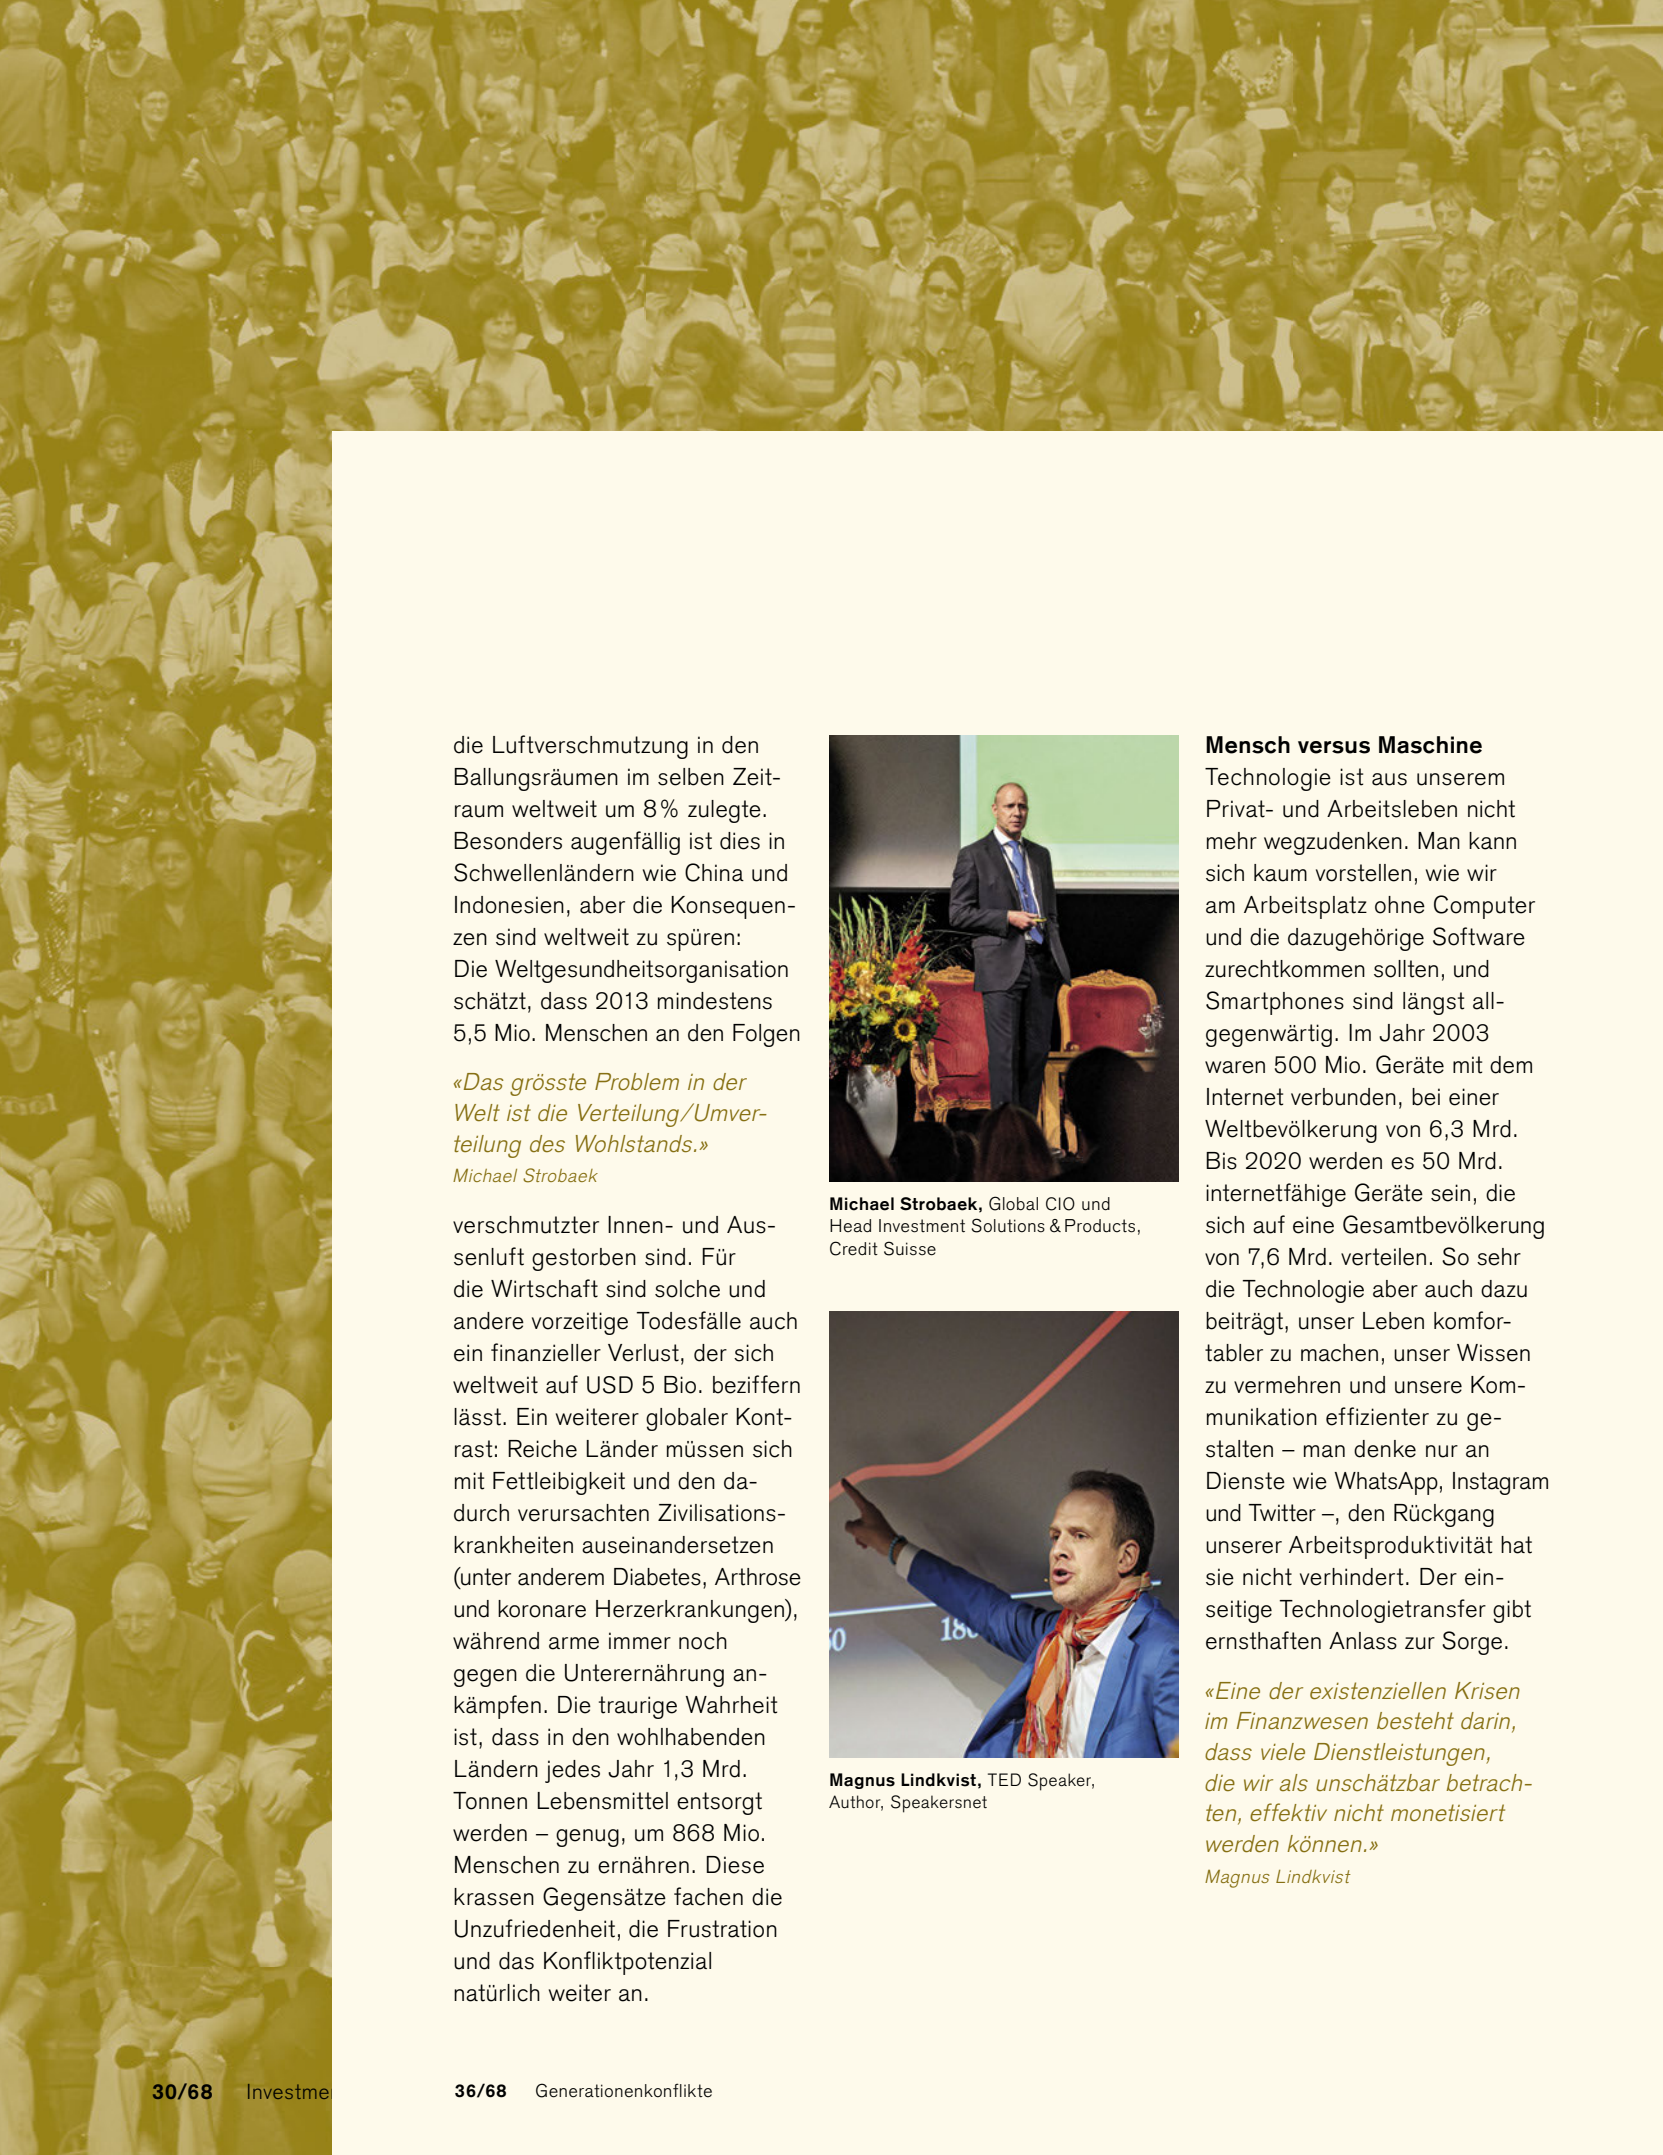 die Luftverschmutzung in den
Ballungsräumen im selben Zeit-
raum weltweit um 8% zulegte.
Besonders augenfällig ist dies in
Schwellenländern wie China und
Indonesien, aber die Konsequen-
zen sind weltweit zu spüren:
Die Weltgesundheitsorganisation
schätzt, dass 2013 mindestens
5,5 Mio. Menschen an den Folgen
«Das grösste Problem in der
Welt ist die Verteilung/Umver-
teilung des Wohlstands.»
Michael Strobaek
verschmutzter Innen- und Aus-
senluft gestorben sind. Für
die Wirtschaft sind solche und
andere vorzeitige Todesfälle auch
ein finanzieller Verlust, der sich
weltweit auf USD 5 Bio. beziffern
lässt. Ein weiterer globaler Kont-
rast: Reiche Länder müssen sich
mit Fettleibigkeit und den da-
durch verursachten Zivilisations-
krankheiten auseinandersetzen
(unter anderem Diabetes, Arthrose
und koronare Herzerkrankungen),
während arme immer noch
gegen die Unterernährung an-
kämpfen. Die traurige Wahrheit
ist, dass in den wohlhabenden
Ländern jedes Jahr 1,3 Mrd.
Tonnen Lebensmittel entsorgt
werden – genug, um 868 Mio.
Menschen zu ernähren. Diese
krassen Gegensätze fachen die
Unzufriedenheit, die Frustration
und das Konfliktpotenzial
natürlich weiter an.
Michael Strobaek, Global CIO und
Head Investment Solutions & Products,
Credit Suisse
Magnus Lindkvist, TED Speaker,
Author, Speakersnet
Mensch versus Maschine
Technologie ist aus unserem
Privat- und Arbeitsleben nicht
mehr wegzudenken. Man kann
sich kaum vorstellen, wie wir
am Arbeitsplatz ohne Computer
und die dazugehörige Software
zurechtkommen sollten, und
Smartphones sind längst all-
gegenwärtig. Im Jahr 2003
waren 500 Mio. Geräte mit dem
Internet verbunden, bei einer
Weltbevölkerung von 6,3 Mrd.
Bis 2020 werden es 50 Mrd.
internetfähige Geräte sein, die
sich auf eine Gesamtbevölkerung
von 7,6 Mrd. verteilen. So sehr
die Technologie aber auch dazu
beiträgt, unser Leben komfor-
tabler zu machen, unser Wissen
zu vermehren und unsere Kom-
munikation effizienter zu ge-
stalten – man denke nur an
Dienste wie WhatsApp, Instagram
und Twitter –, den Rückgang
unserer Arbeitsproduktivität hat
sie nicht verhindert. Der ein-
seitige Technologietransfer gibt
ernsthaften Anlass zur Sorge.
«Eine der existenziellen Krisen
im Finanzwesen besteht darin,
dass viele Dienstleistungen,
die wir als unschätzbar betrach-
ten, effektiv nicht monetisiert
werden können.»
Magnus Lindkvist
30/68
36/68 Generationenkonflikte